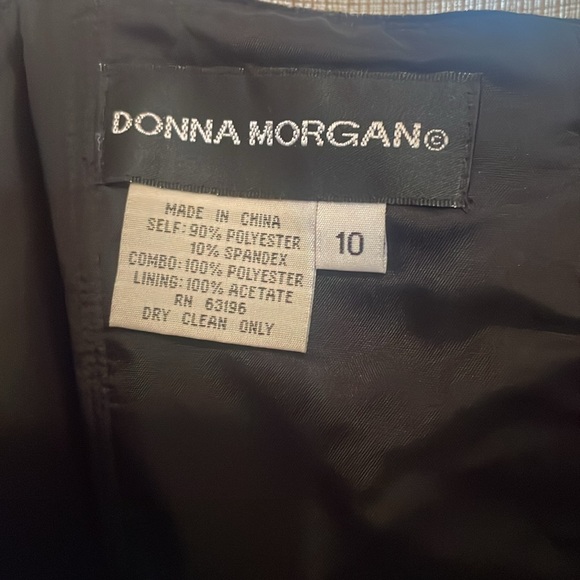 DONNA MORGAN©
MADE IN CHINA
SELF: 90% POLYESTER
10% SPANDEX
COMBO: 100% POLYESTER
LINING: 100% ACETATE
RN 63196
DRY CLEAN ONLY
10